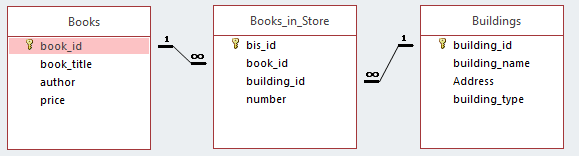 Books
book_id
book_title
author
price
1
∞
Books_in_Store
bis_id
book_id
building_id
number
1
∞
Buildings
building_id
building_name
Address
building_type